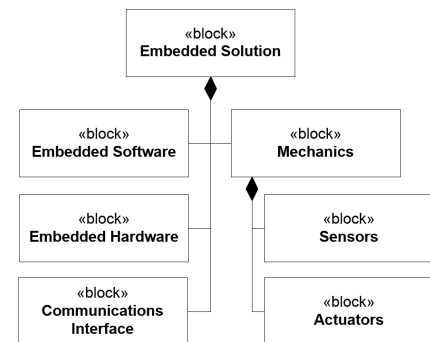 «block»
Embedded Solution
«block»
Embedded Software
«block»
Mechanics
«block»
Embedded Hardware
«block»
Sensors
«block»
Communications
Interface
«block»
Actuators